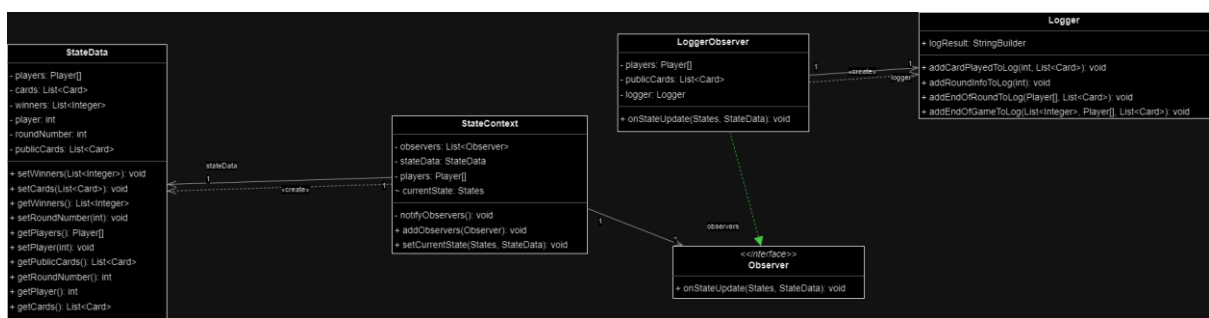 StateData
- players: Player[]
- cards: List<Card>
- winners: List<Integer>
- player: int
- roundNumber: int
- publicCards: List<Card>
+ setWinners(List<Integer>): void
+ setCards(List<Card>): void
+ getWinners(): List<Integer>
+ setRoundNumber(int): void
+ getPlayers(): Player[]
+ setPlayer(int): void
+ getPublicCards(): List<Card>
+ getRoundNumber(): int
+ getPlayer(): int
+ getCards(): List<Card>
stateData
1
«create»
1
StateContext
- observers: List<Observer>
- stateData: StateData
- players: Player[]
~ currentState: States
- notifyObservers(): void
+ addObservers(Observer): void
+ setCurrentState(States, StateData): void
1
observers
*
LoggerObserver
- players: Player[]
- publicCards: List<Card>
- logger: Logger
+ onStateUpdate(States, StateData): void
1
«create»
1
logger
<<interface>>
Observer
+ onStateUpdate(States, StateData): void
Logger
+ logResult: StringBuilder
+ addCardPlayedToLog(int, List<Card>): void
+ addRoundInfoToLog(int): void
+ addEndOfRoundToLog(Player[], List<Card>): void
+ addEndOfGameToLog(List<Integer>, Player[], List<Card>): void